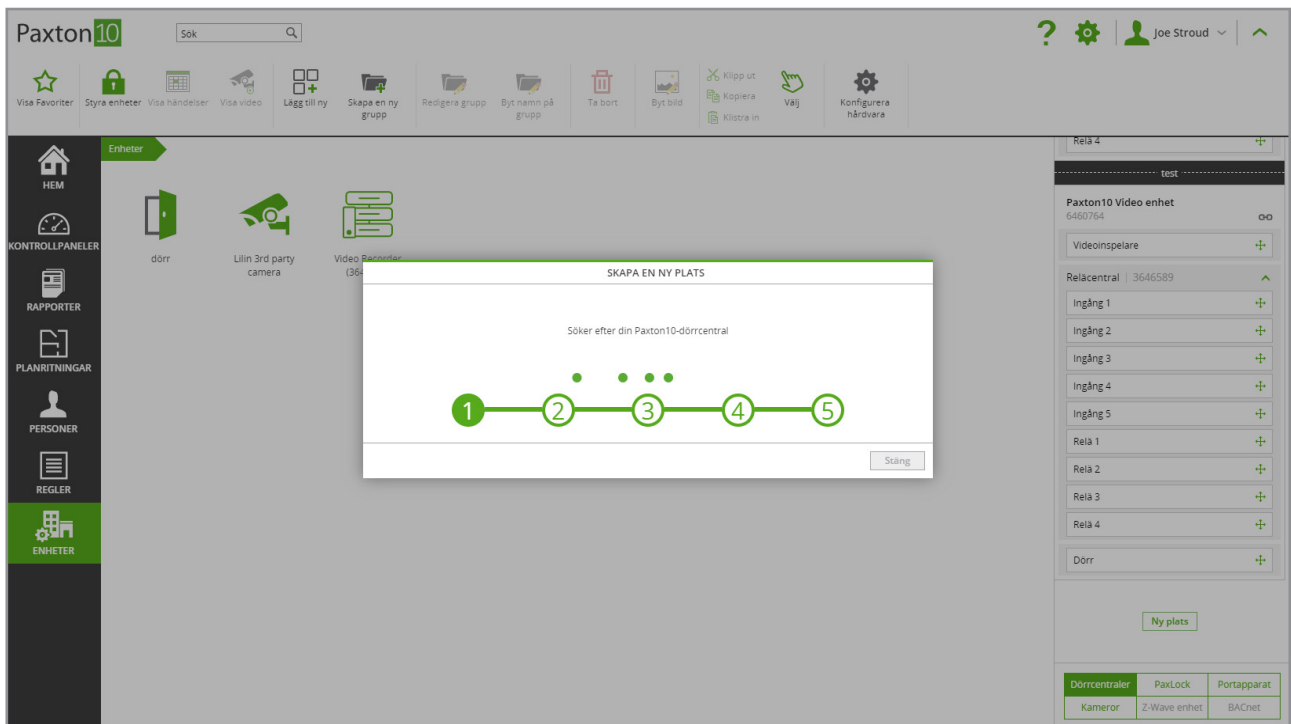 Paxton10
Sök
Joe Stroud
Visa Favoriter
Styra enheter
Visa händelser
Visa video
Lägg till ny
Skapa en ny
grupp
Redigera grupp
Byt namn på
grupp
Ta bort
Byt bild
Klipp ut
Kopiera
Klistra in
Välj
Konfigurera
hårdvara
HEM
KONTROLLPANELER
RAPPORTER
PLANRITNINGAR
PERSONER
REGLER
ENHETER
Enheter
dörr
Lilin 3rd party
camera
Video Recorder
(364
SKAPA EN NY PLATS
Söker efter din Paxton10-dörrcentral
1 2 3 4 5
Stäng
Relä 4
test
Paxton10 Video enhet
6460764
Videoinspelare
Reläcentral | 3646589
Ingång 1
Ingång 2
Ingång 3
Ingång 4
Ingång 5
Relä 1
Relä 2
Relä 3
Relä 4
Dörr
Ny plats
Dörrcentraler PaxLock Portapparat
Kameror Z-Wave enhet BACnet